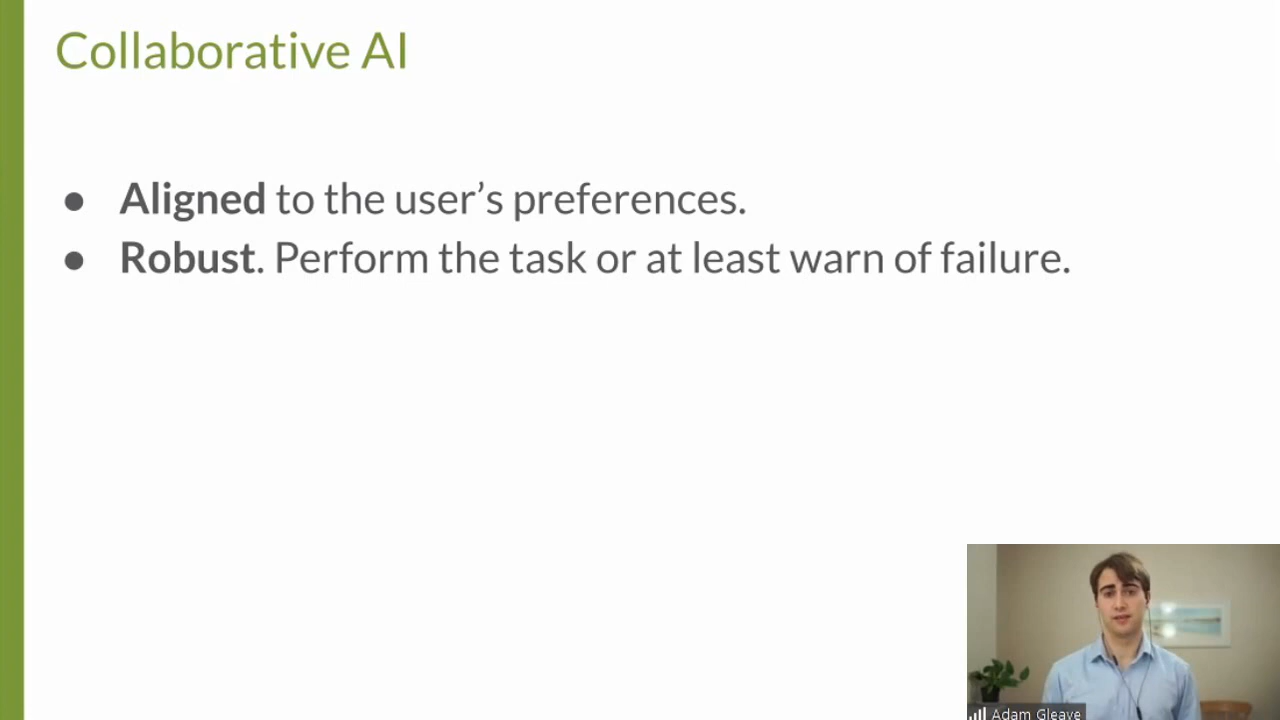 Collaborative AI
● Aligned to the user’s preferences.
● Robust. Perform the task or at least warn of failure.
Adam Gleave